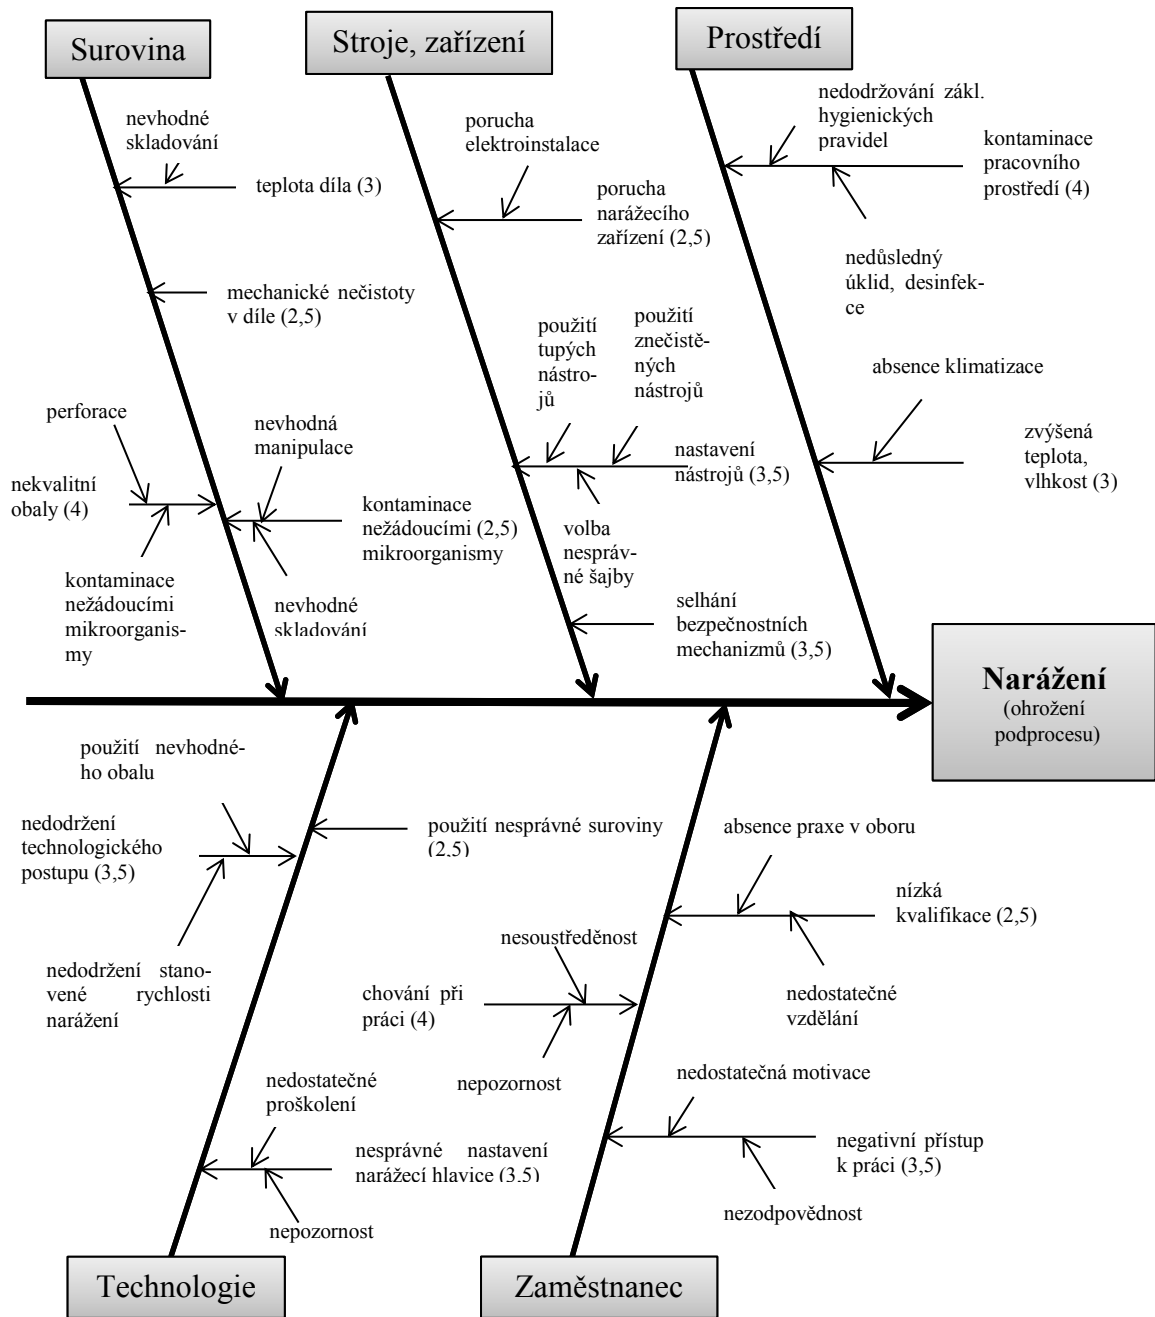 Surovina
Stroje, zařízení
Prostředí
nevhodné
skladování
teplota díla (3)
mechanické nečistoty
v díle (2,5)
perforace
nekvalitní
obaly (4)
kontaminace
nežádoucími
mikroorganis-
my
nevhodná
manipulace
kontaminace
nežádoucími (2,5)
mikroorganismy
nevhodné
skladování
porucha
elektroinstalace
porucha
narážecího
zařízení (2,5)
použití
tupých
nástro-
jů
použití
znečistě-
ných
nástrojů
nastavení
nástrojů (3,5)
volba
nespráv-
né šajby
selhání
bezpečnostních
mechanizmů (3,5)
nedodržování zákl.
hygienických
pravidel
kontaminace
pracovního
prostředí (4)
nedůsledný
úklid, desinfek-
ce
absence klimatizace
zvýšená
teplota,
vlhkost (3)
Narážení
(ohrožení
podprocesu)
použití nevhodné-
ho obalu
nedodržení
technologického
postupu (3,5)
nedodržení stano-
vené rychlosti
narážení
použití nesprávné suroviny
(2,5)
nedostatečné
proškolení
nesprávné nastavení
narážecí hlavice (3,5)
nepozornost
absence praxe v oboru
nízká
kvalifikace (2,5)
nedostatečné
vzdělání
nesoustředěnost
chování při
práci (4)
nepozornost
nedostatečná motivace
negativní přístup
k práci (3,5)
nezodpovědnost
Technologie
Zaměstnanec